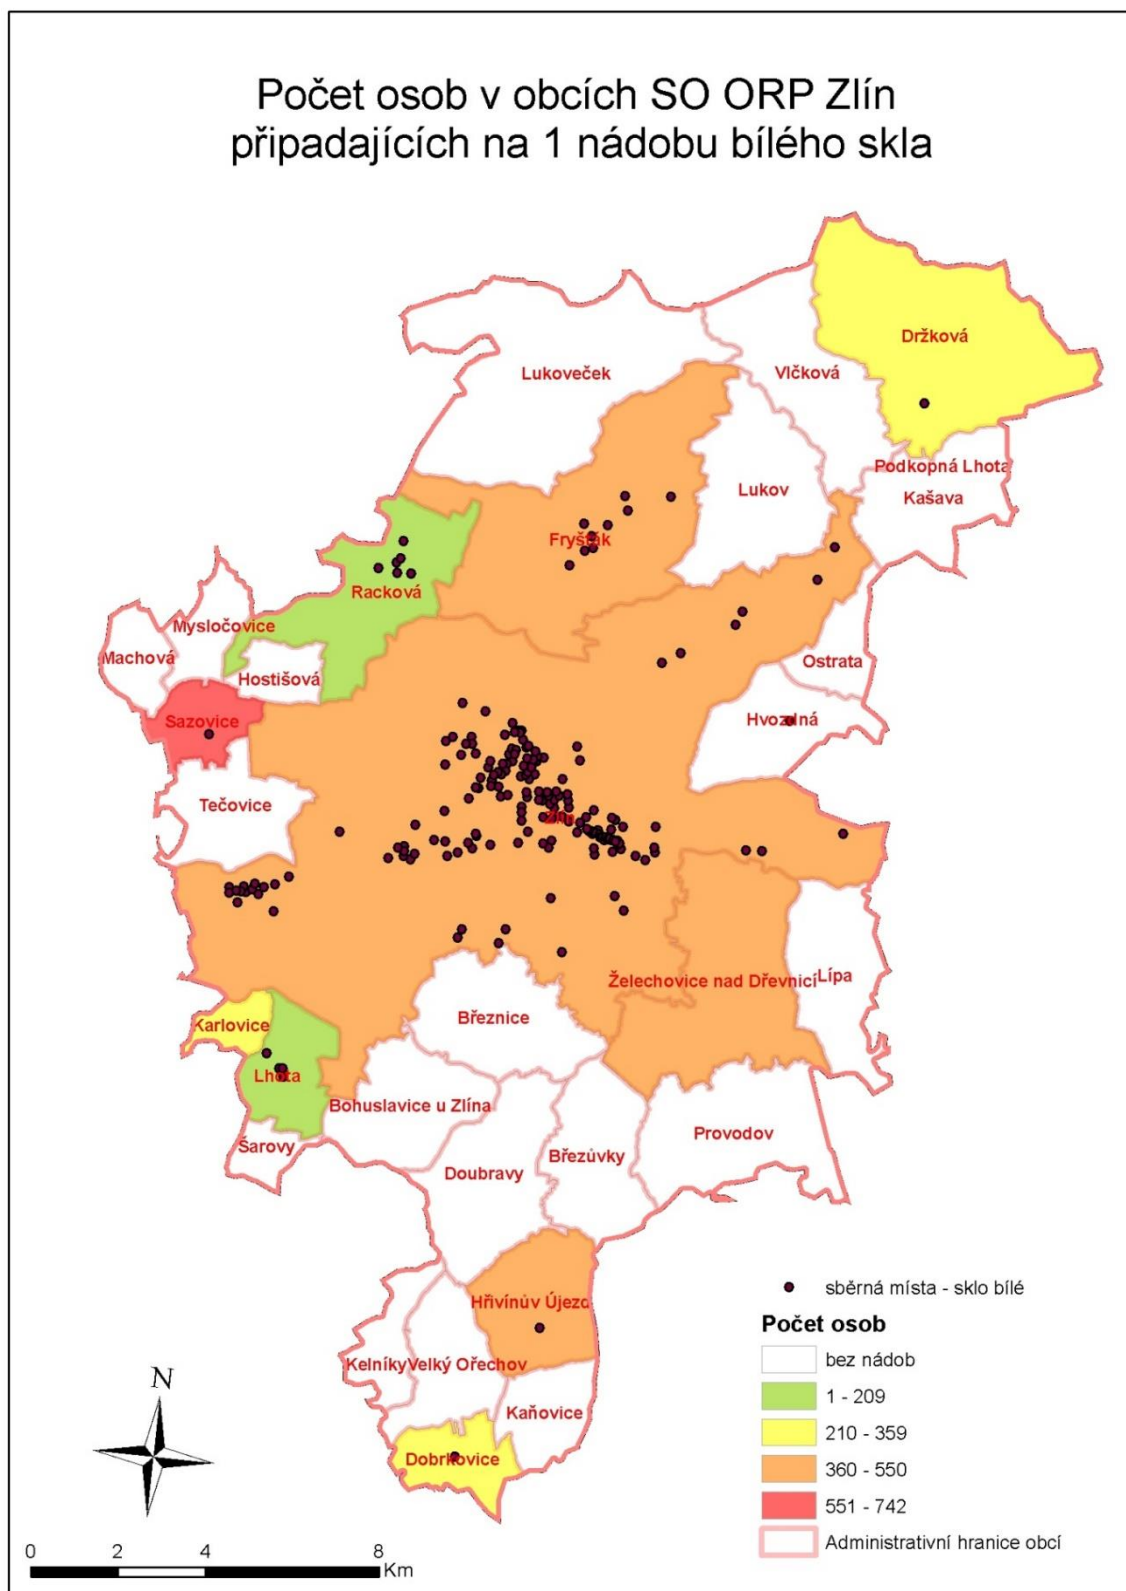 Počet osob v obcích SO ORP Zlín
připadajících na 1 nádobu bílého skla
Držková
Lukoveček
Vlčková
Podkopná Lhota
Lukov
Kašava
Fryšták
Racková
Mysločovice
Machová
Hostišová
Ostrata
Sazovice
Hvozdná
Tečovice
Zlín
Želechovice nad Dřevnicí
Lípa
Březnice
Karlovice
Lhota
Bohuslavice u Zlína
Provodov
Šarovy
Doubravy
Březůvky
Hřivínův Újezd
Kelníky
Velký Ořechov
Kaňovice
Dobrkovice
sběrná místa - sklo bílé
Počet osob
bez nádob
1 - 209
210 - 359
360 - 550
551 - 742
Administrativní hranice obcí
N
0 2 4 8
Km